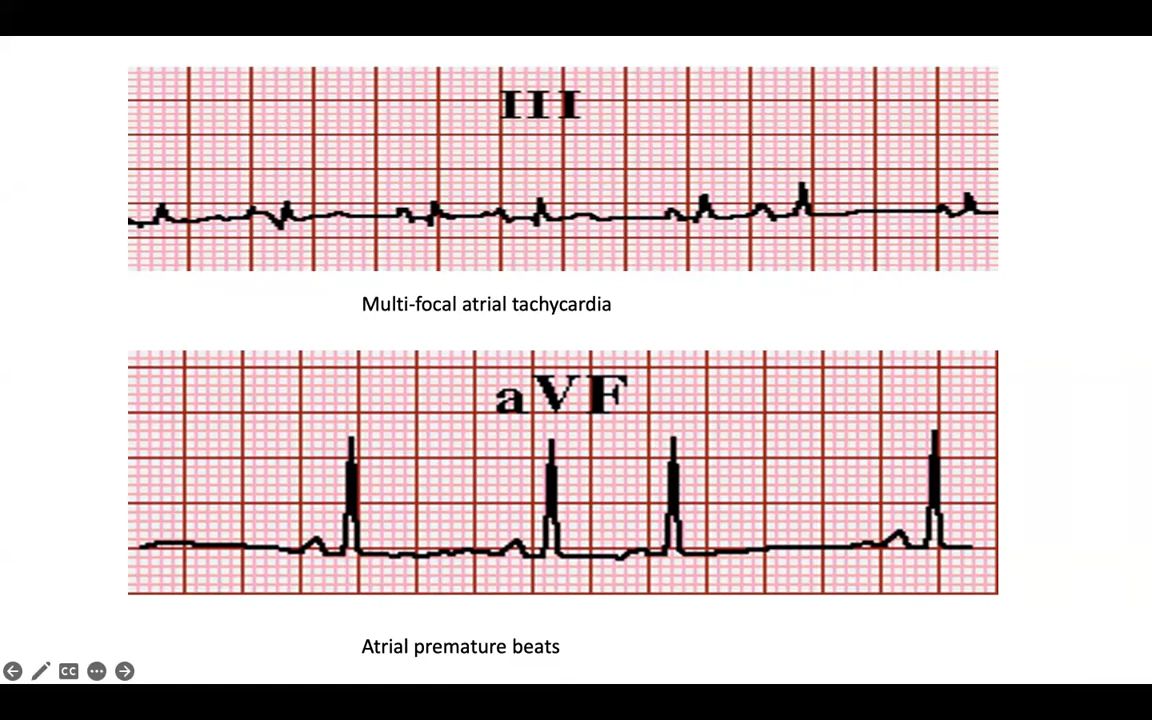 III
Multi-focal atrial tachycardia
aVF
Atrial premature beats
CC